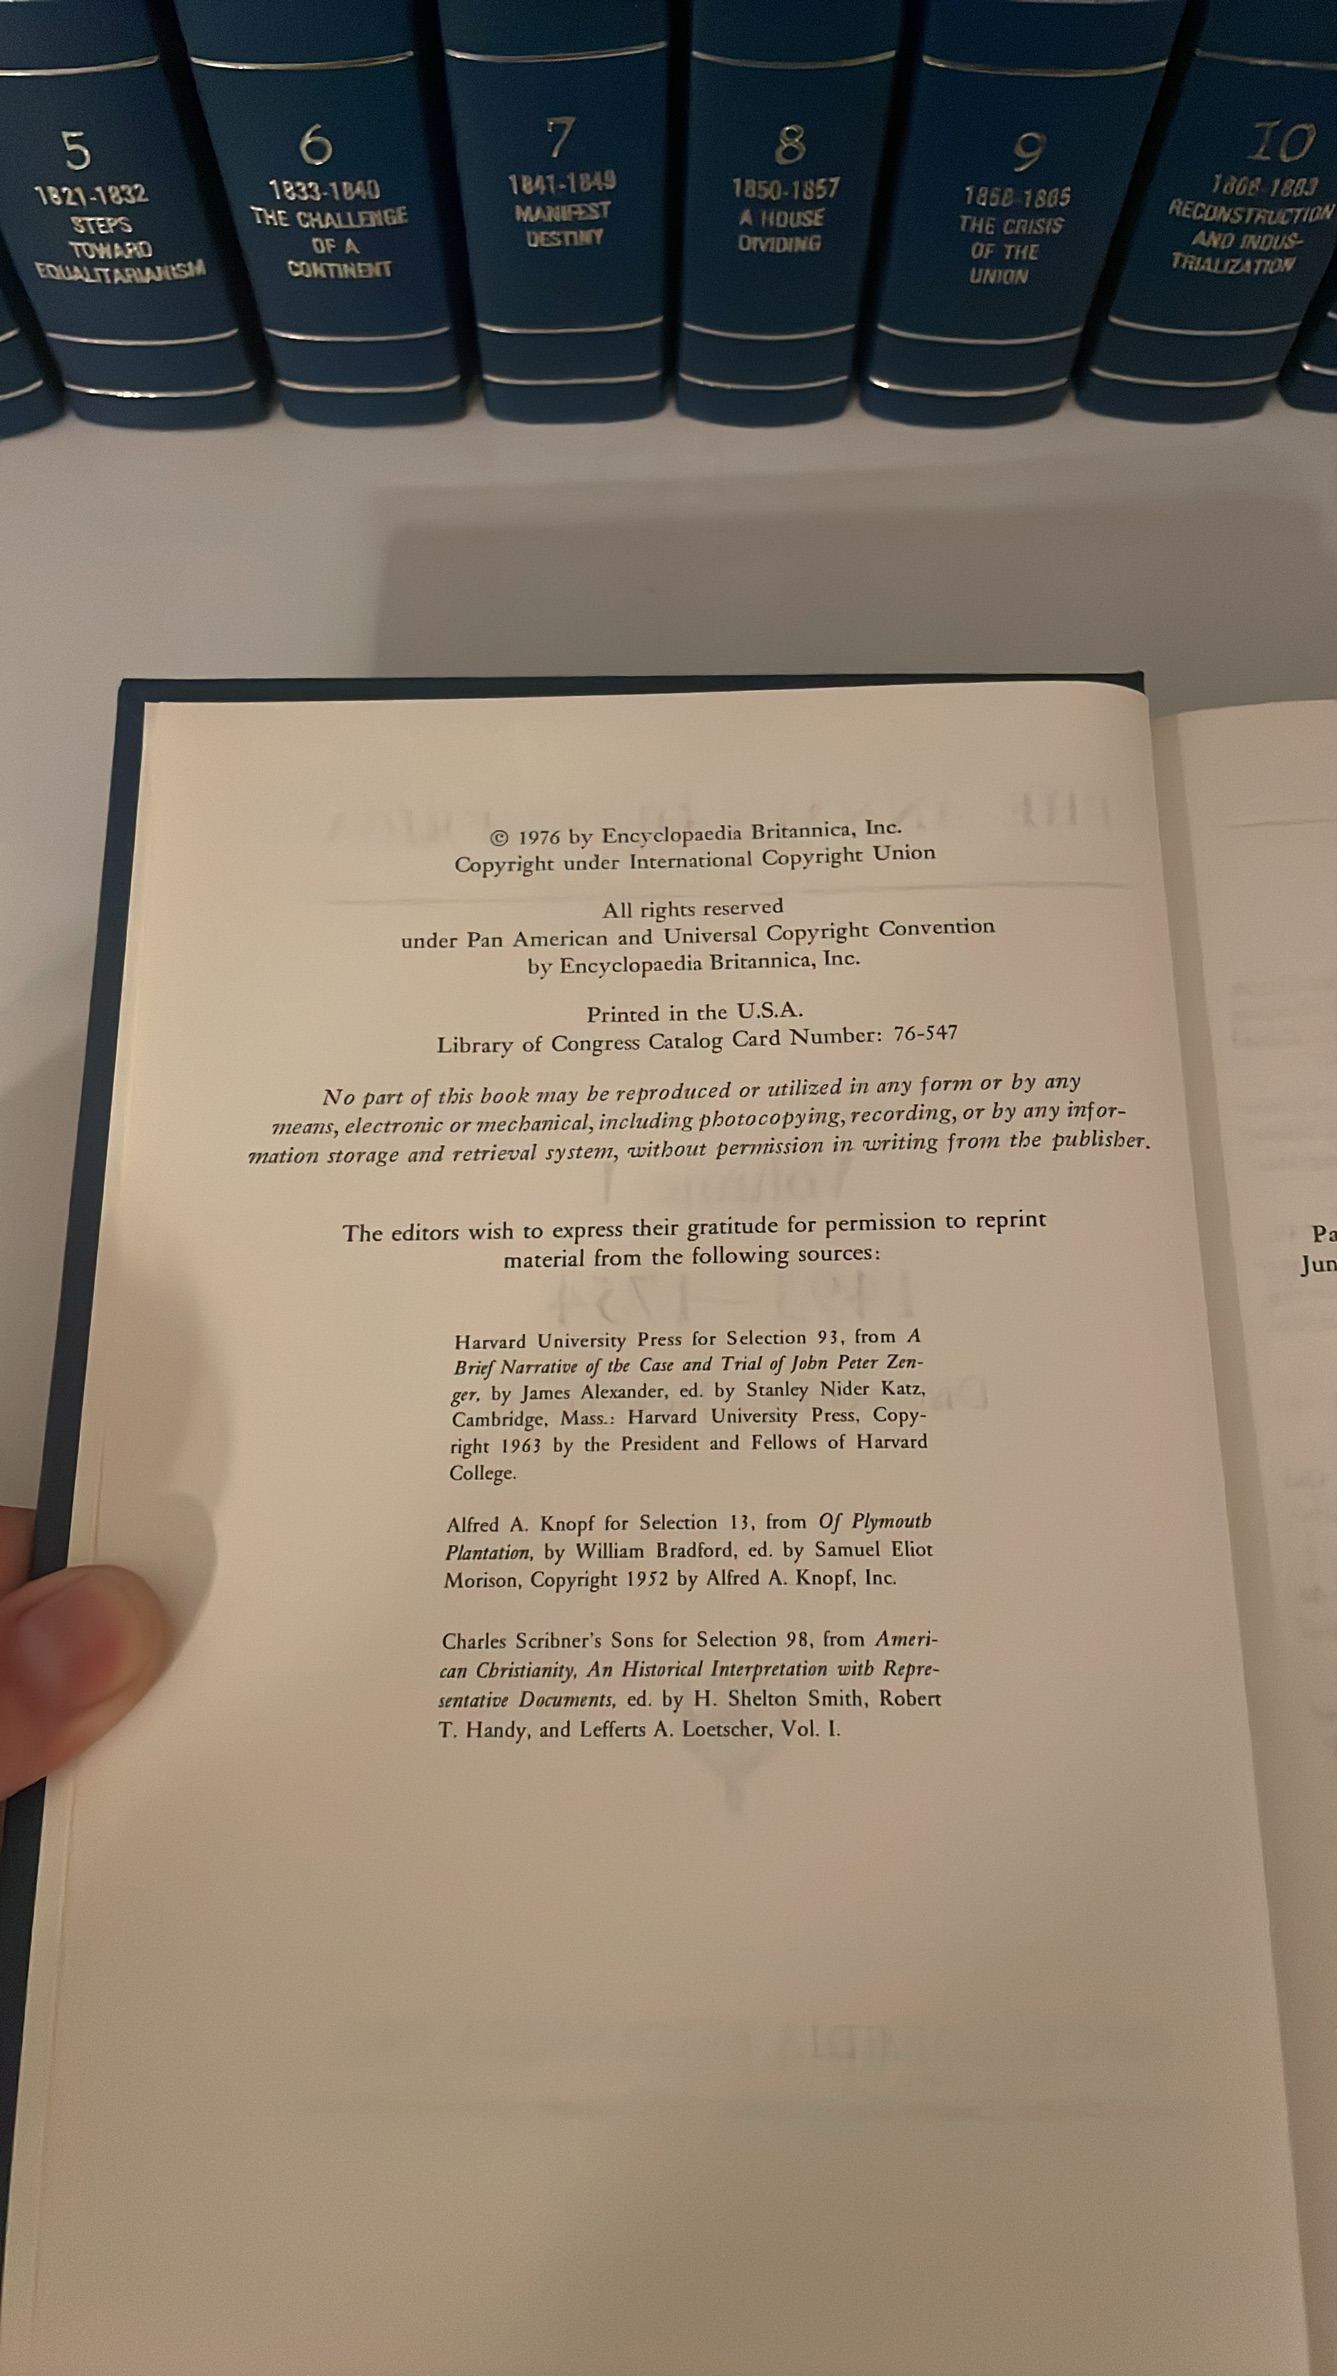 5
1821-1832
STEPS
TOWARD
EQUALITARIANISM
6
1833-1840
THE CHALLENGE
OF A
CONTINENT
7
1841-1849
MANIFEST
DESTINY
8
1850-1857
A HOUSE
DIVIDING
9
THE CRISIS
OF THE
UNION
10
RECONSTRUCTION
AND INDUS-
TRIALIZATION
© 1976 by Encyclopaedia Britannica, Inc.
Copyright under International Copyright Union
All rights reserved
under Pan American and Universal Copyright Convention
by Encyclopaedia Britannica, Inc.
Printed in the U.S.A.
Library of Congress Catalog Card Number: 76-547
No part of this book may be reproduced or utilized in any form or by any
means, electronic or mechanical, including photocopying, recording, or by any infor-
mation storage and retrieval system, without permission in writing from the publisher.
The editors wish to express their gratitude for permission to reprint
material from the following sources:
Harvard University Press for Selection 93, from A
Brief Narrative of the Case and Trial of John Peter Zen-
ger, by James Alexander, ed. by Stanley Nider Katz,
Cambridge, Mass.: Harvard University Press, Copy-
right 1963 by the President and Fellows of Harvard
College.
Alfred A. Knopf for Selection 13, from Of Plymouth
Plantation, by William Bradford, ed. by Samuel Eliot
Morison, Copyright 1952 by Alfred A. Knopf, Inc.
Charles Scribner's Sons for Selection 98, from Ameri-
can Christianity, An Historical Interpretation with Repre-
sentative Documents, ed. by H. Shelton Smith, Robert
T. Handy, and Lefferts A. Loetscher, Vol. I.
Pa
Jun